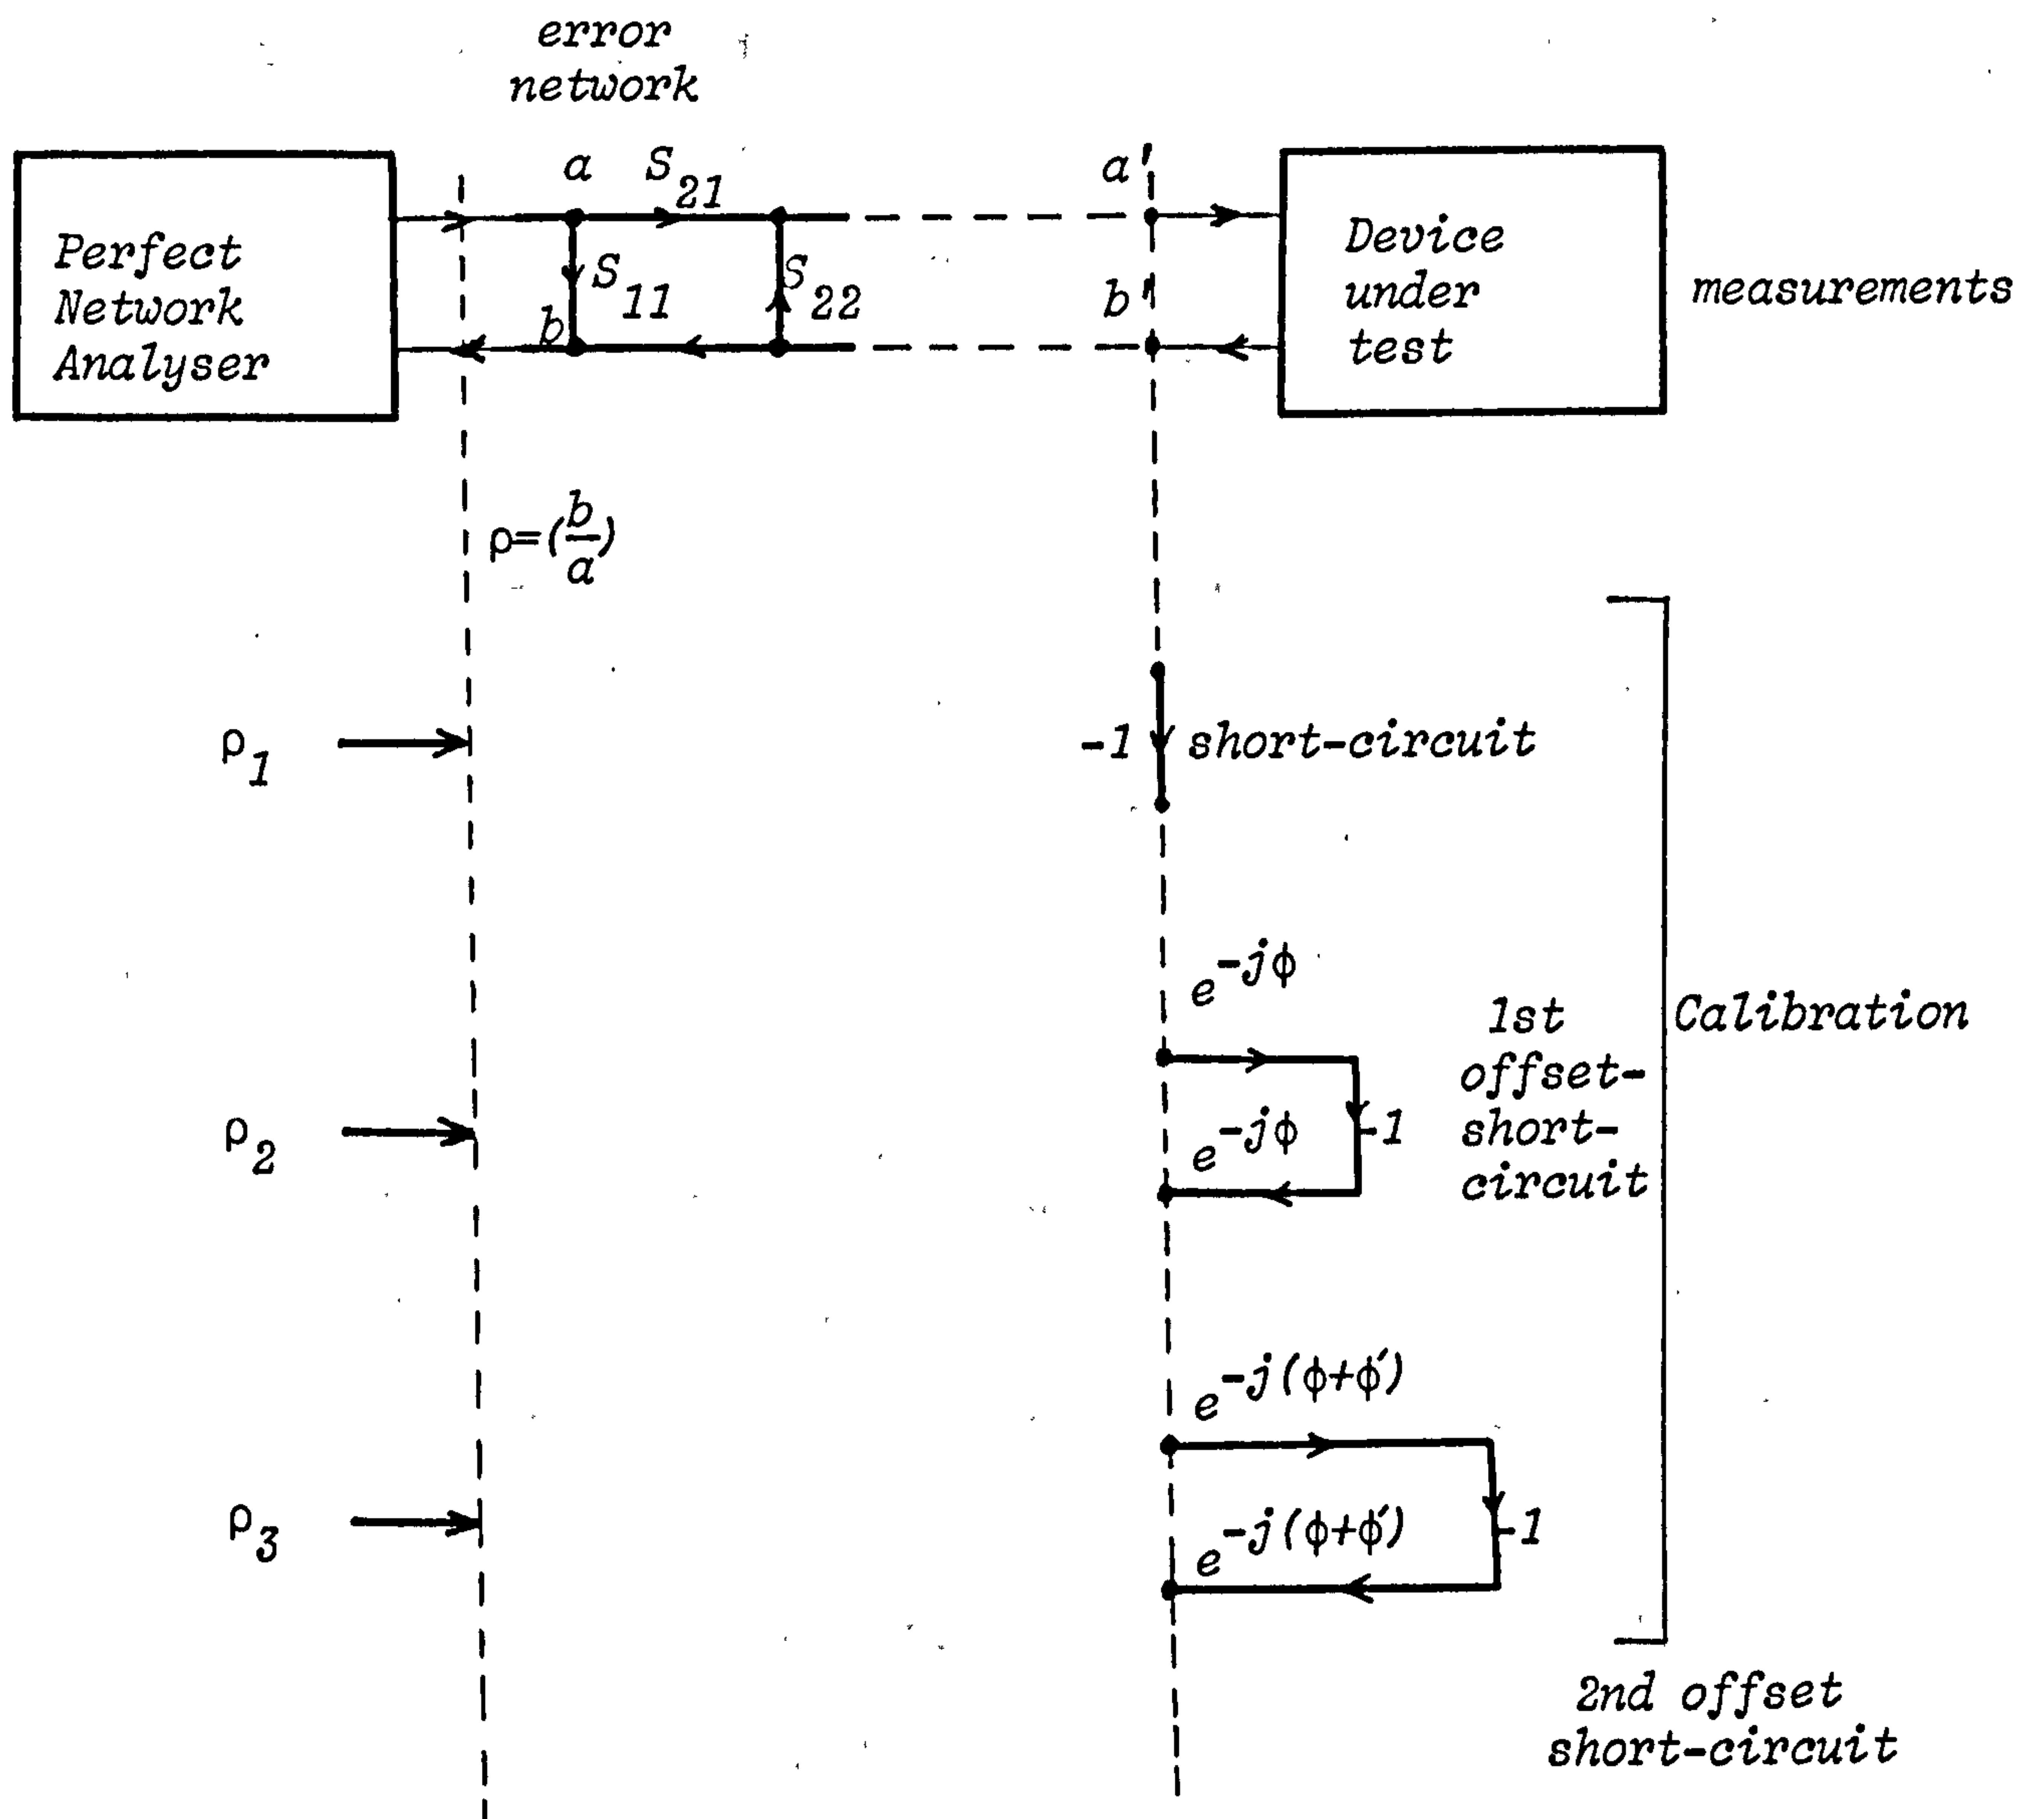 error
network
a S21
a'
Perfect
Network
Analyser
S11
S22
b
b'
Device
under
test
measurements
ρ=(b/a)
ρ1
-1 short-circuit
e^-jϕ
ρ2
e^-jϕ
-1
1st
offset-
short-
circuit
Calibration
e^-j(ϕ+ϕ′)
ρ3
e^-j(ϕ+ϕ′)
-1
2nd offset
short-circuit